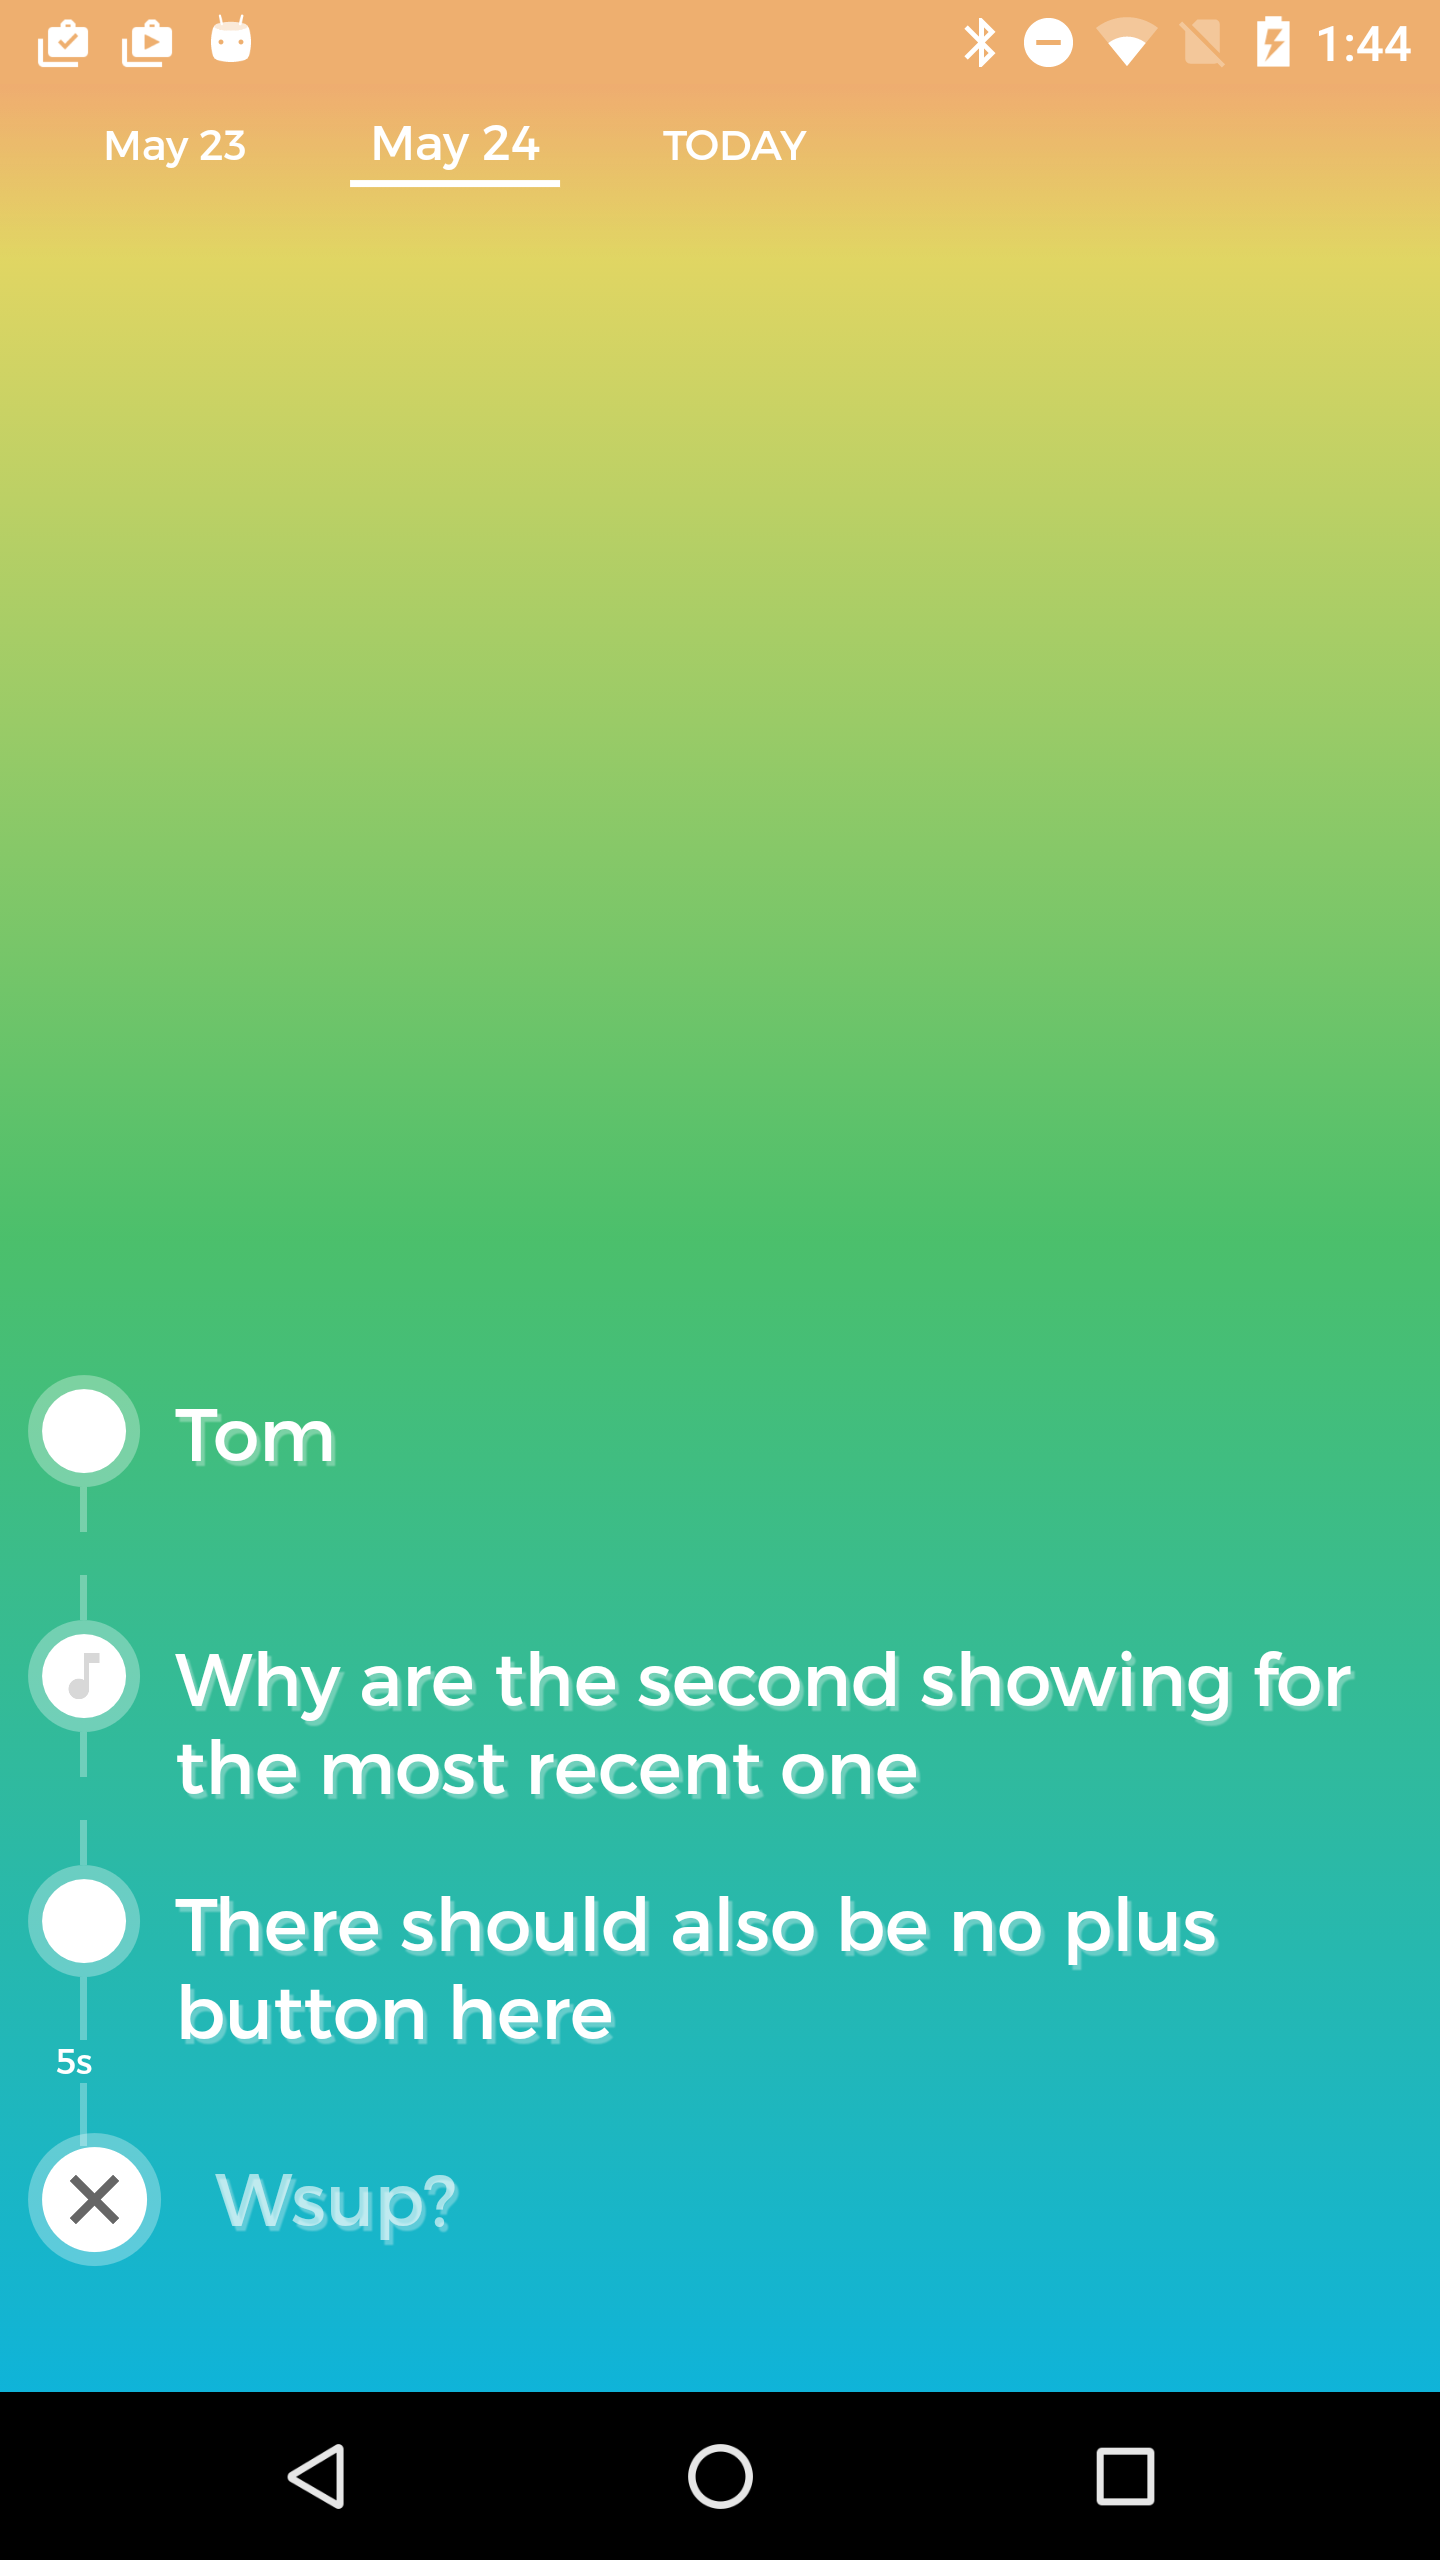 1:44
May 23
May 24
TODAY
Tom
Why are the second showing for
the most recent one
There should also be no plus
button here
5s
Wsup?